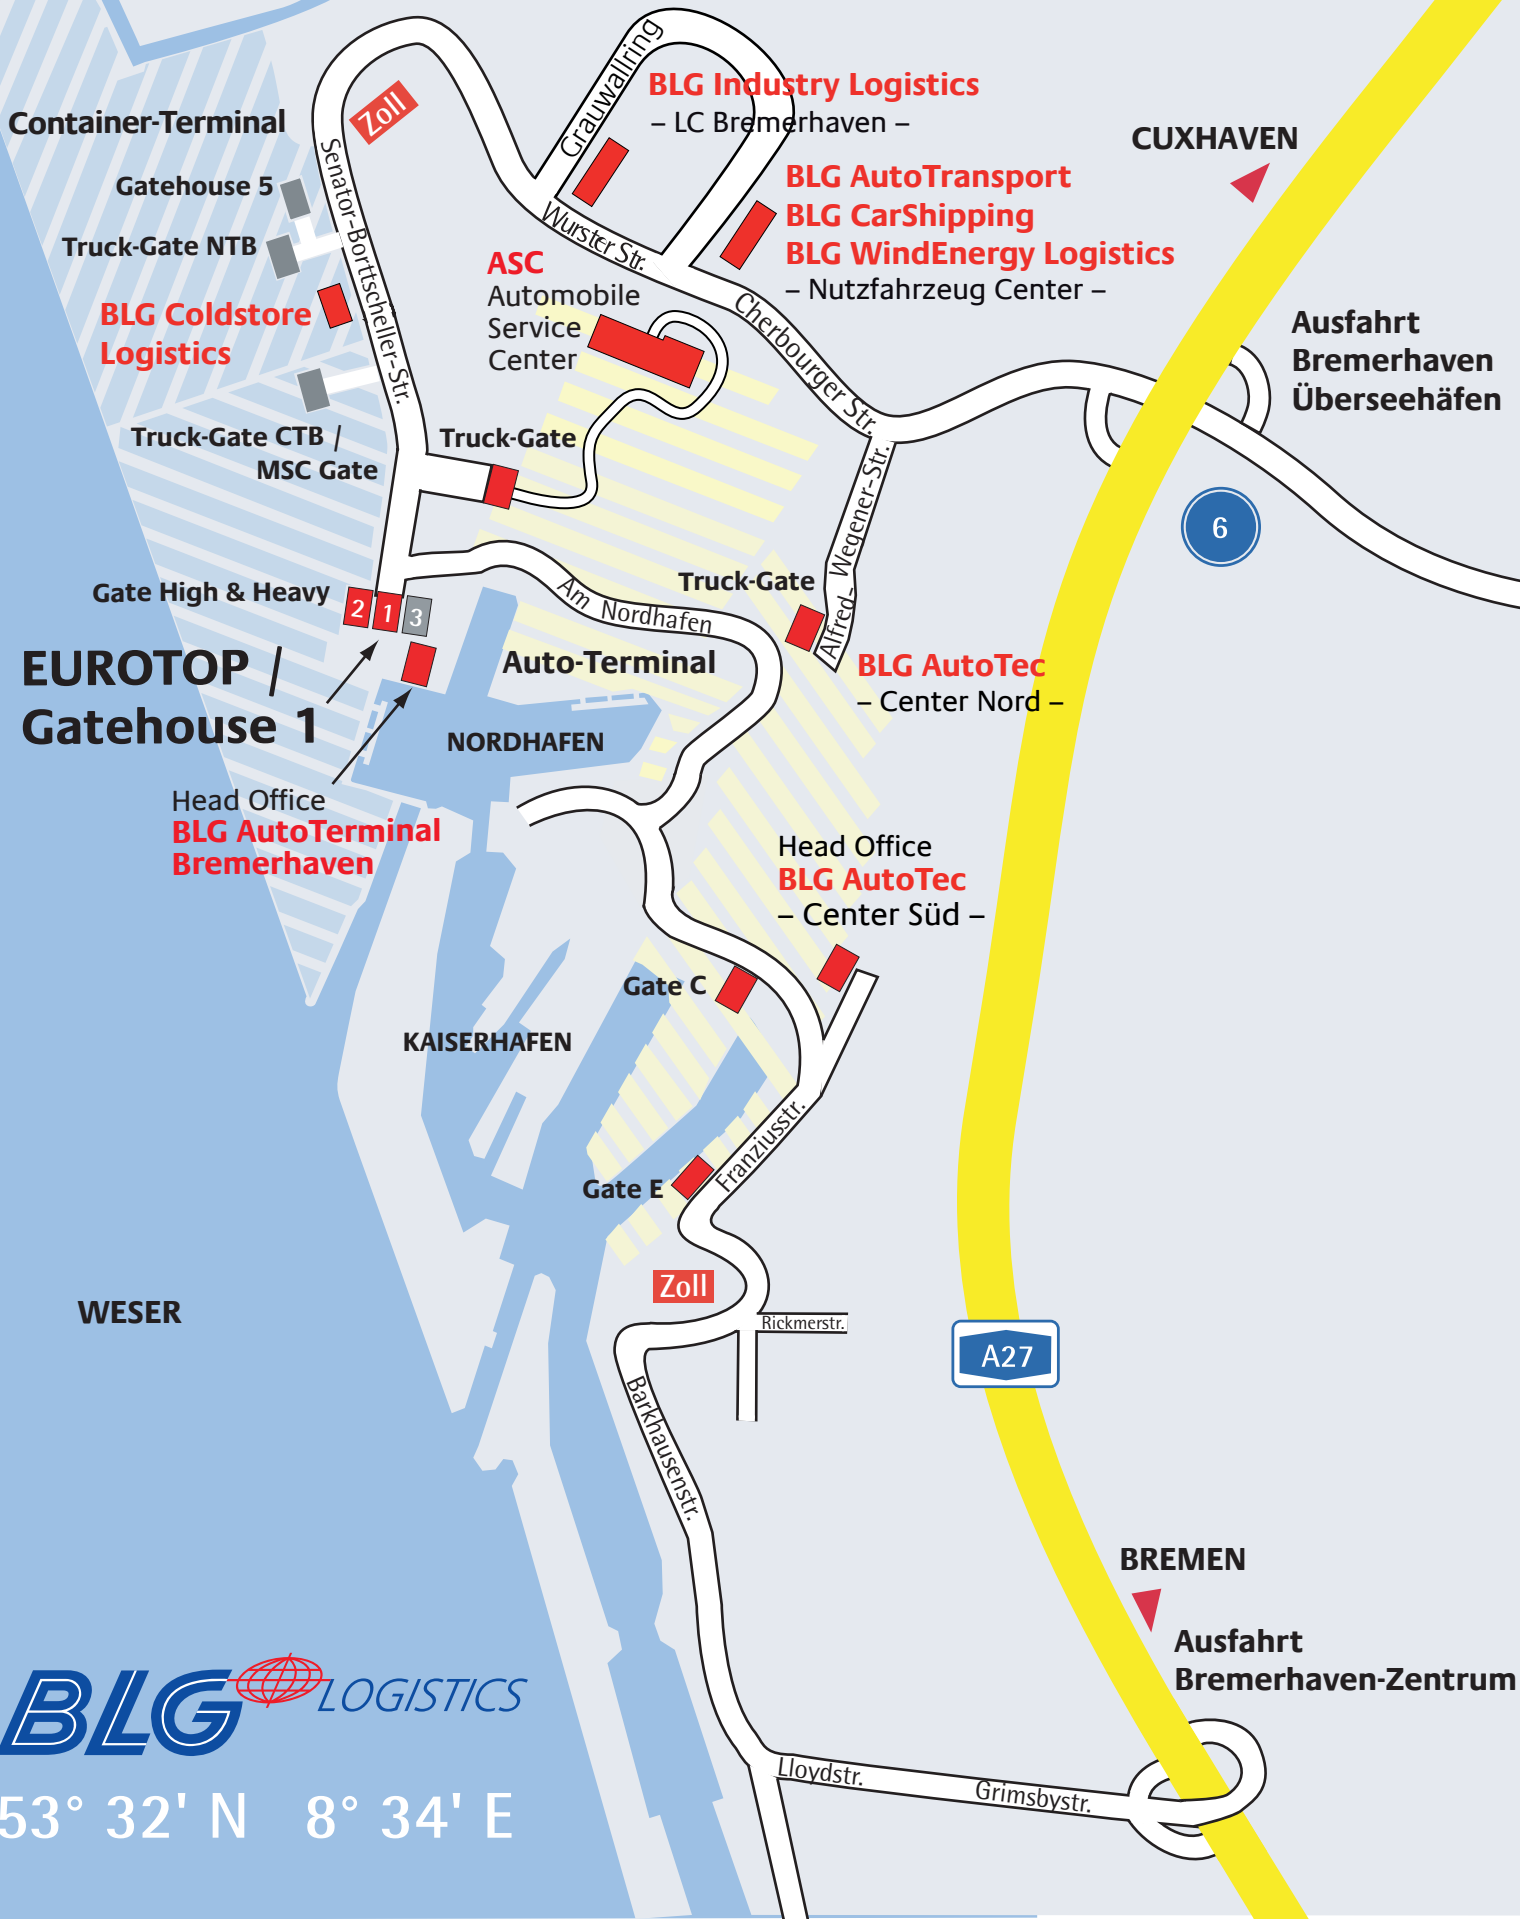 Grauwallring
BLG Industry Logistics
– LC Bremerhaven –
Zoll
Container-Terminal
CUXHAVEN
Senator-Borttscheller-Str.
Gatehouse 5
BLG AutoTransport
BLG CarShipping
BLG WindEnergy Logistics
– Nutzfahrzeug Center –
Wurster Str.
Truck-Gate NTB
ASC
Automobile
Service
Center
BLG Coldstore
Logistics
Cherbourger Str.
Ausfahrt
Bremerhaven
Überseehäfen
Truck-Gate CTB /
MSC Gate
Truck-Gate
Alfred- Wegener-Str.
6
Gate High & Heavy
2
1
3
Am Nordhafen
Truck-Gate
EUROTOP /
Gatehouse 1
Auto-Terminal
BLG AutoTec
– Center Nord –
NORDHAFEN
Head Office
BLG AutoTerminal
Bremerhaven
Head Office
BLG AutoTec
– Center Süd –
Gate C
KAISERHAFEN
Franziusstr.
Gate E
Zoll
WESER
Rickmerstr.
A27
Barkhausenstr.
BREMEN
Ausfahrt
Bremerhaven-Zentrum
BLG LOGISTICS
Lloydstr.
Grimsbystr.
53° 32' N 8° 34' E